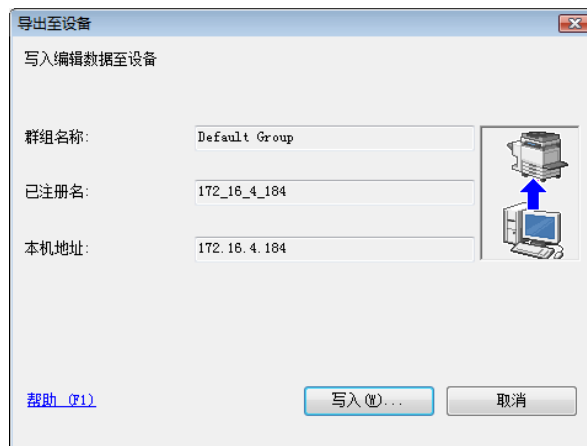 导出至设备
写入编辑数据至设备
群组名称: Default Group
已注册名: 172_16_4_184
本机地址: 172.16.4.184
帮助 (F1) 写入(W)... 取消